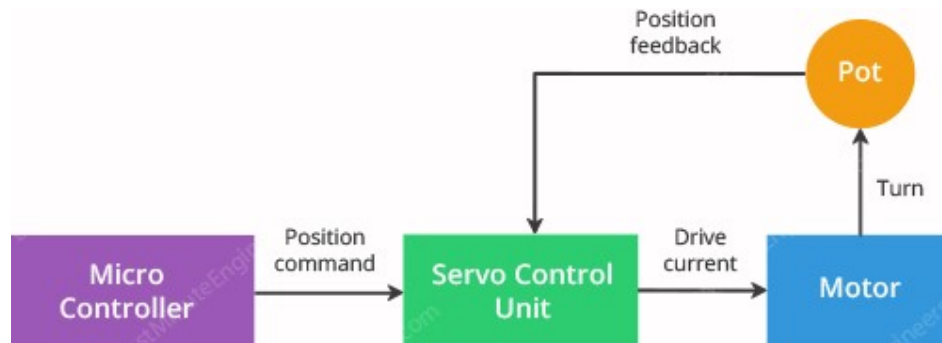 Position
feedback
Pot
Turn
Position
command
Drive
current
Micro
Controller
Servo Control
Unit
Motor